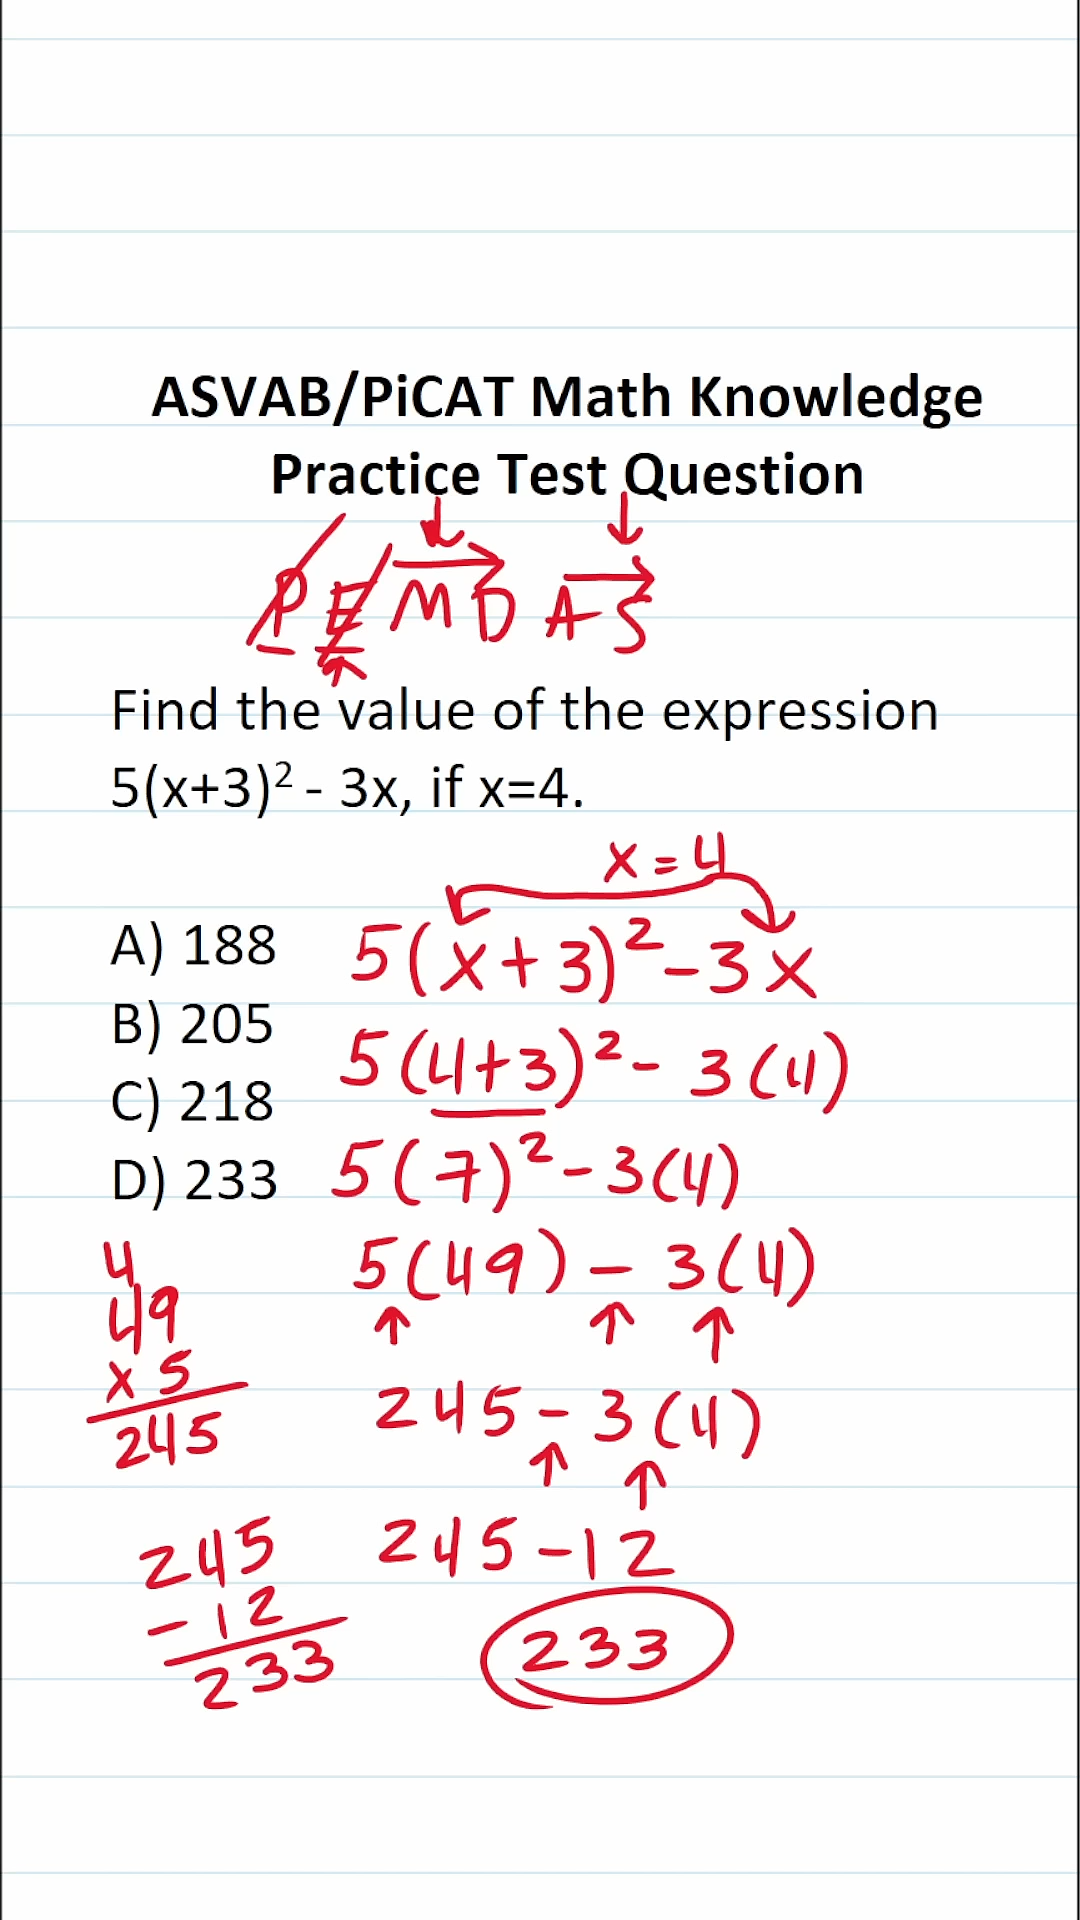 ASVAB/PiCAT Math Knowledge
Practice Test Question
PEMDAS
Find the value of the expression
5(x+3)² - 3x, if x=4.
x = 4
A) 188
5(x+3)²-3x
B) 205
5(4+3)²- 3(4)
C) 218
D) 233
5(7)²-3(4)
4
49
x 5
245
5(49) - 3(4)
245-3(4)
245
-12
233
245-12
233